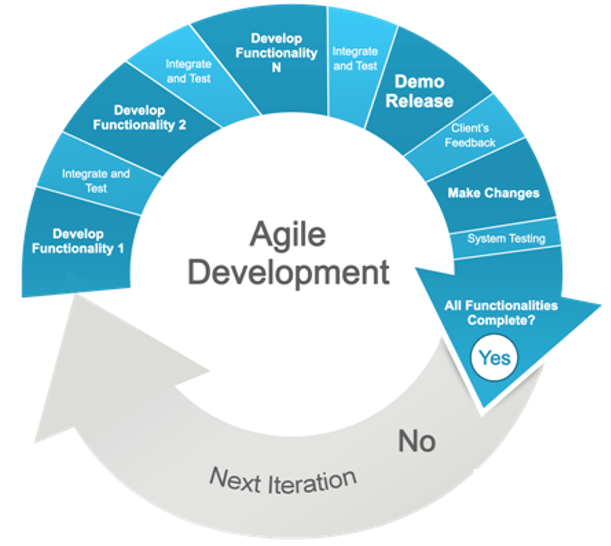 Develop
Functionality 1
Integrate and
Test
Develop
Functionality 2
Integrate
and Test
Develop
Functionality
N
Integrate
and Test
Demo
Release
Client's
Feedback
Make Changes
System Testing
All Functionalities
Complete?
Yes
No
Next Iteration
Agile
Development